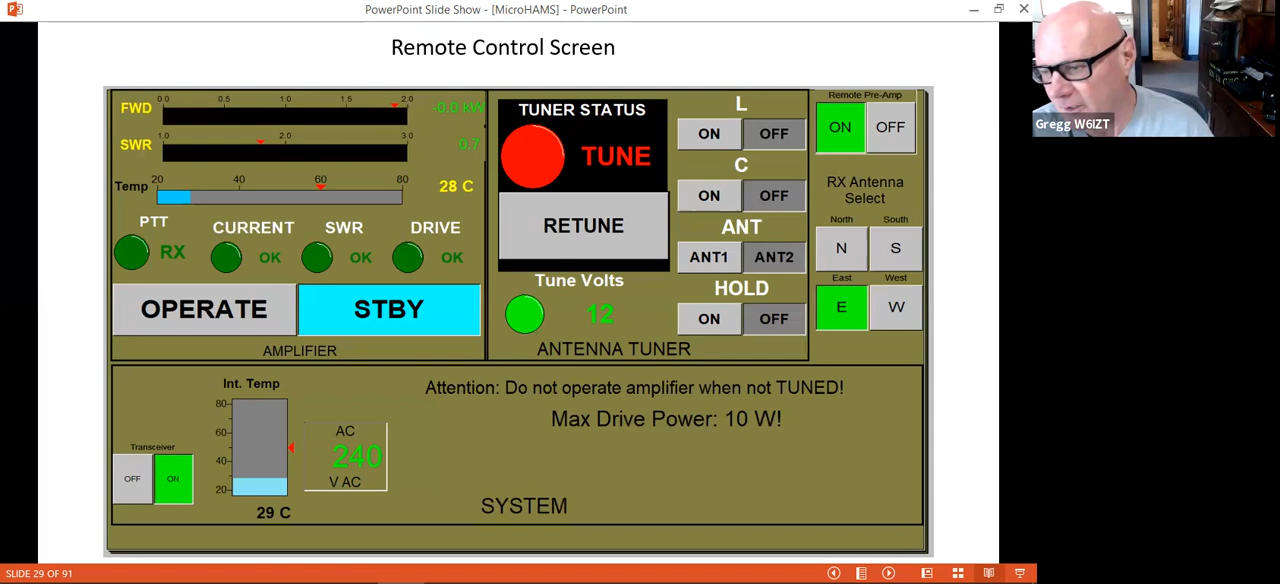 PowerPoint Slide Show - [MicroHAMS] - PowerPoint
Remote Control Screen
FWD
0.0 0.5 1.0 1.5 2.0
-0.0 kW
SWR
1.0 2.0 3.0
0.7
Temp
20 40 60 80
28 C
PTT
RX
CURRENT
OK
SWR
OK
DRIVE
OK
OPERATE
STBY
AMPLIFIER
TUNER STATUS
TUNE
RETUNE
Tune Volts
12
L
ON OFF
C
ON OFF
ANT
ANT1 ANT2
HOLD
ON OFF
ANTENNA TUNER
Remote Pre-Amp
ON OFF
RX Antenna
Select
North South
N S
East West
E W
Transceiver
OFF ON
Int. Temp
80
60
40
20
29 C
AC
240
V AC
Attention: Do not operate amplifier when not TUNED!
Max Drive Power: 10 W!
SYSTEM
Gregg W6IZT
SLIDE 29 OF 91